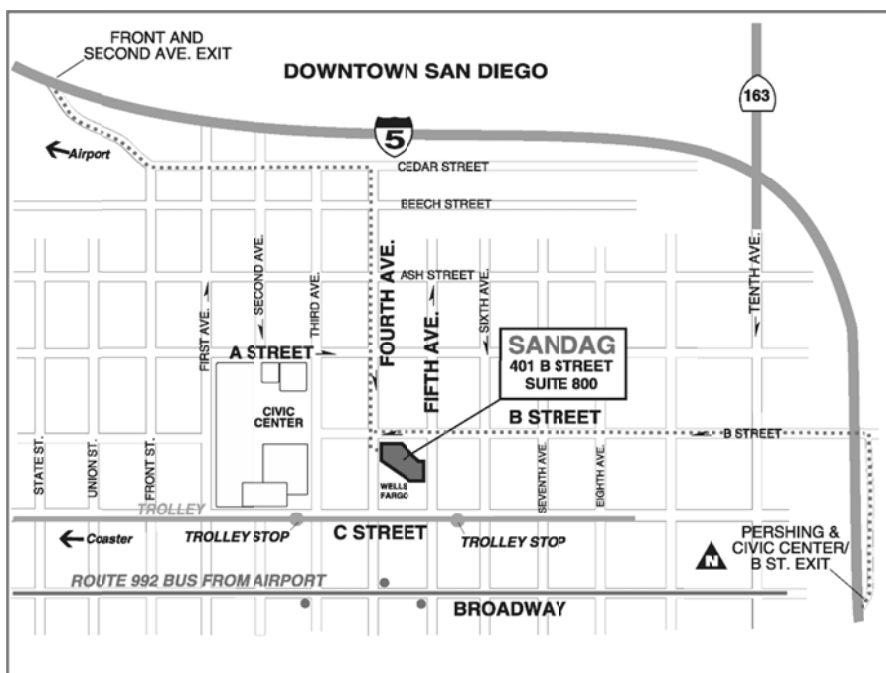 FRONT AND
SECOND AVE. EXIT
DOWNTOWN SAN DIEGO
163
5
Airport
CEDAR STREET
BEECH STREET
ASH STREET
FIRST AVE.
SECOND AVE.
THIRD AVE.
FOURTH AVE.
FIFTH AVE.
SIXTH AVE.
TENTH AVE.
A STREET
SANDAG
401 B STREET
SUITE 800
CIVIC
CENTER
B STREET
B STREET
STATE ST.
UNION ST.
FRONT ST.
WELLS
FARGO
SEVENTH AVE.
EIGHTH AVE.
TROLLEY
Coaster
TROLLEY STOP
C STREET
TROLLEY STOP
N
PERSHING &
CIVIC CENTER/
B ST. EXIT
ROUTE 992 BUS FROM AIRPORT
BROADWAY